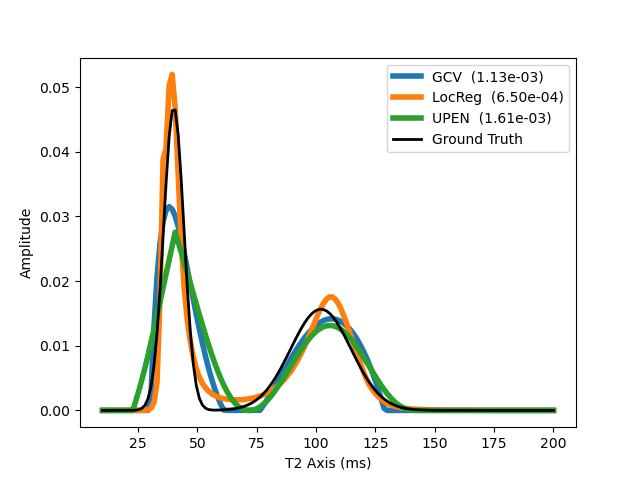 GCV (1.13e-03)
LocReg (6.50e-04)
UPEN (1.61e-03)
Ground Truth
0.05
0.04
0.03
0.02
0.01
0.00
Amplitude
25 50 75 100 125 150 175 200
T2 Axis (ms)